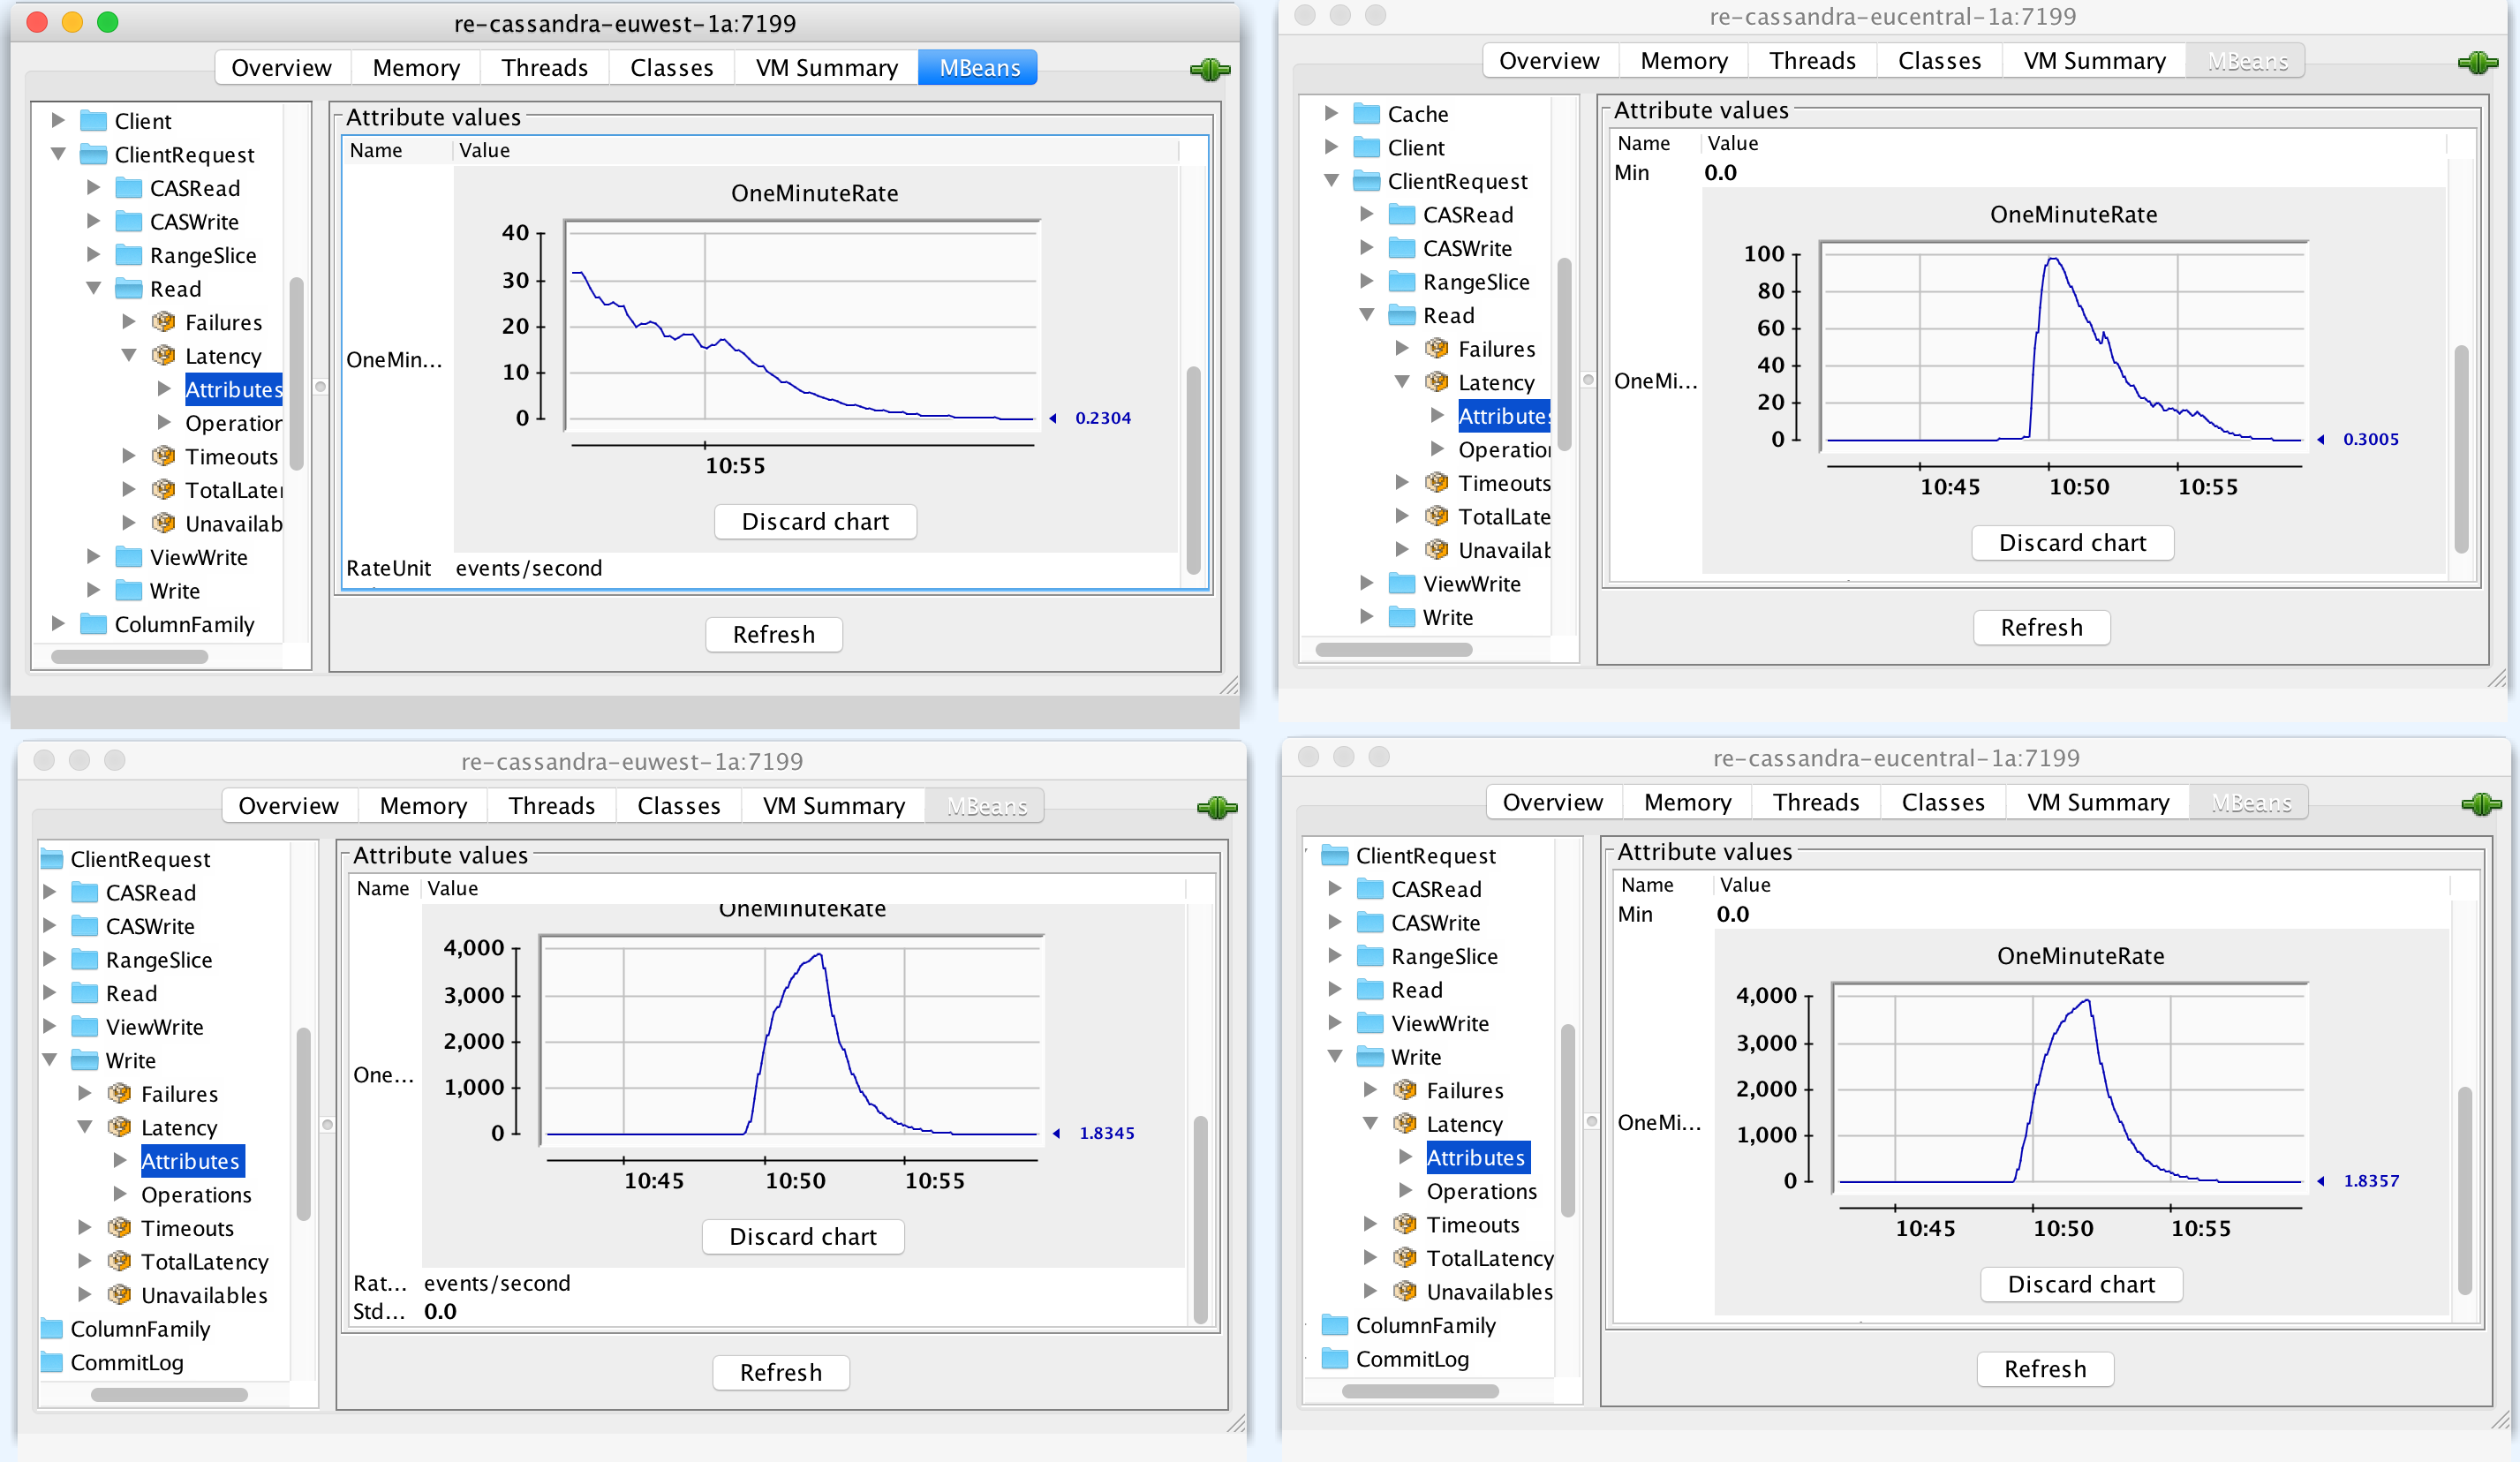 re-cassandra-euwest-1a:7199
Overview Memory Threads Classes VM Summary MBeans
Client
ClientRequest
CASRead
CASWrite
RangeSlice
Read
Failures
Latency
Attributes
Operation
Timeouts
TotalLate
Unavailab
ViewWrite
Write
ColumnFamily
Attribute values
Name Value
OneMinuteRate
40
30
20
10
0
OneMin...
0.2304
10:55
Discard chart
RateUnit events/second
Refresh
re-cassandra-eucentral-1a:7199
Overview Memory Threads Classes VM Summary MBeans
Cache
Client
ClientRequest
CASRead
CASWrite
RangeSlice
Read
Failures
Latency
Attributes
Operation
Timeouts
TotalLate
Unavailab
ViewWrite
Write
Attribute values
Name Value
Min 0.0
OneMinuteRate
100
80
60
40
20
0
OneMi...
0.3005
10:45 10:50 10:55
Discard chart
Refresh
re-cassandra-euwest-1a:7199
Overview Memory Threads Classes VM Summary MBeans
ClientRequest
CASRead
CASWrite
RangeSlice
Read
ViewWrite
Write
Failures
Latency
Attributes
Operations
Timeouts
TotalLatency
Unavailables
ColumnFamily
CommitLog
Attribute values
Name Value
OneMinuteRate
4,000
3,000
2,000
1,000
0
One...
1.8345
10:45 10:50 10:55
Discard chart
Rat... events/second
Std... 0.0
Refresh
re-cassandra-eucentral-1a:7199
Overview Memory Threads Classes VM Summary MBeans
ClientRequest
CASRead
CASWrite
RangeSlice
Read
ViewWrite
Write
Failures
Latency
Attributes
Operations
Timeouts
TotalLatency
Unavailables
ColumnFamily
CommitLog
Attribute values
Name Value
Min 0.0
OneMinuteRate
4,000
3,000
2,000
1,000
0
OneMi...
1.8357
10:45 10:50 10:55
Discard chart
Refresh